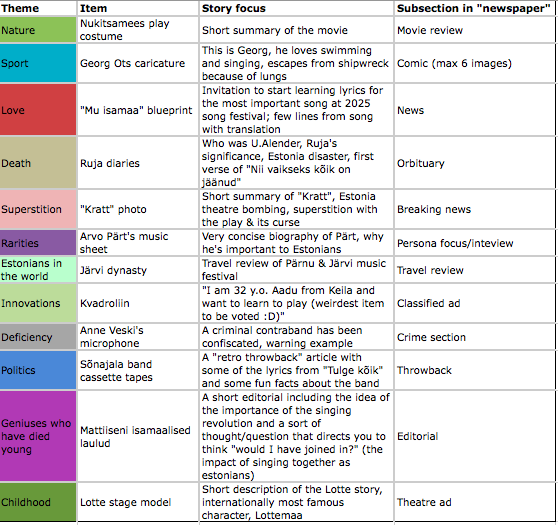 Theme Item Story focus Subsection in "newspaper"
Nature
Nukitsamees play
costume
Short summary of the movie
Movie review
Sport
Georg Ots caricature
This is Georg, he loves swimming
and singing, escapes from shipwreck
because of lungs
Comic (max 6 images)
Love
"Mu isamaa" blueprint
Invitation to start learning lyrics for
the most important song at 2025
song festival; few lines from song
with translation
News
Death
Ruja diaries
Who was U.Alender, Ruja's
significance, Estonia disaster, first
verse of "Nii vaikseks kõik on
jäänud"
Orbituary
Superstition
"Kratt" photo
Short summary of "Kratt", Estonia
theatre bombing, superstition with
the play & its curse
Breaking news
Rarities
Arvo Pärt's music
sheet
Very concise biography of Pärt, why
he's important to Estonians
Persona focus/inteview
Estonians in
the world
Järvi dynasty
Travel review of Pärnu & Järvi music
festival
Travel review
Innovations
Kvadroliin
"I am 32 y.o. Aadu from Keila and
want to learn to play (weirdest item
to be voted :D)"
Classified ad
Deficiency
Anne Veski's
microphone
A criminal contraband has been
confiscated, warning example
Crime section
Politics
Sõnajala band
cassette tapes
A "retro throwback" article with
some of the lyrics from "Tulge kõik"
and some fun facts about the band
Throwback
Geniuses who
have died
young
Mattiiseni isamaalised
laulud
A short editorial including the idea of
the importance of the singing
revolution and a sort of
thought/question that directs you to
think "would I have joined in?" (the
impact of singing together as
estonians)
Editorial
Childhood
Lotte stage model
Short description of the Lotte story,
internationally most famous
character, Lottemaa
Theatre ad